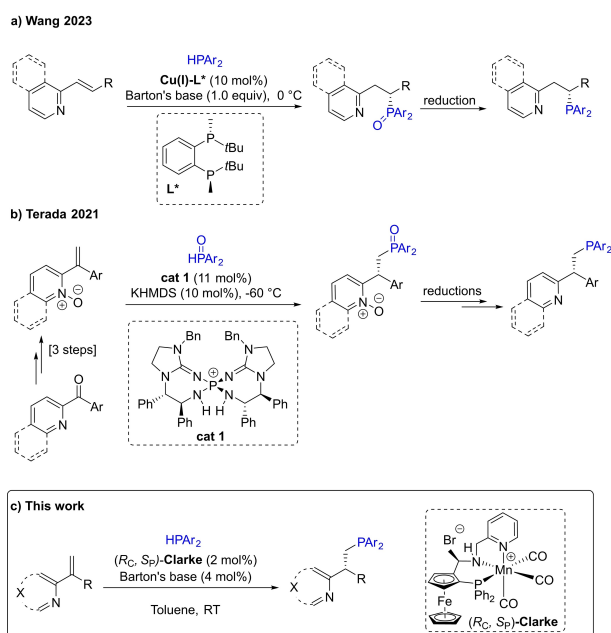 a) Wang 2023
HPAr2
Cu(I)-L* (10 mol%)
Barton's base (1.0 equiv), 0 °C
R
N
R
N
PAr2
O
reduction
R
N
PAr2
P
tBu
tBu
P
L*
b) Terada 2021
O
HPAr2
cat 1 (11 mol%)
KHMDS (10 mol%), -60 °C
Ar
N
⊕
O
⊖
O
PAr2
Ar
N
⊕
O
⊖
reductions
PAr2
Ar
N
[3 steps]
O
Ar
N
Bn
Bn
N
N
N
N
⊕
P
N
N
Ph
N
N
Ph
H
H
Ph
Ph
cat 1
c) This work
HPAr2
(RC, SP)-Clarke (2 mol%)
Barton's base (4 mol%)
Toluene, RT
X
R
N
PAr2
X
R
N
Br
⊖
H
N
N
⊕
Mn
CO
CO
CO
P
Ph2
Fe
(RC, SP)-Clarke